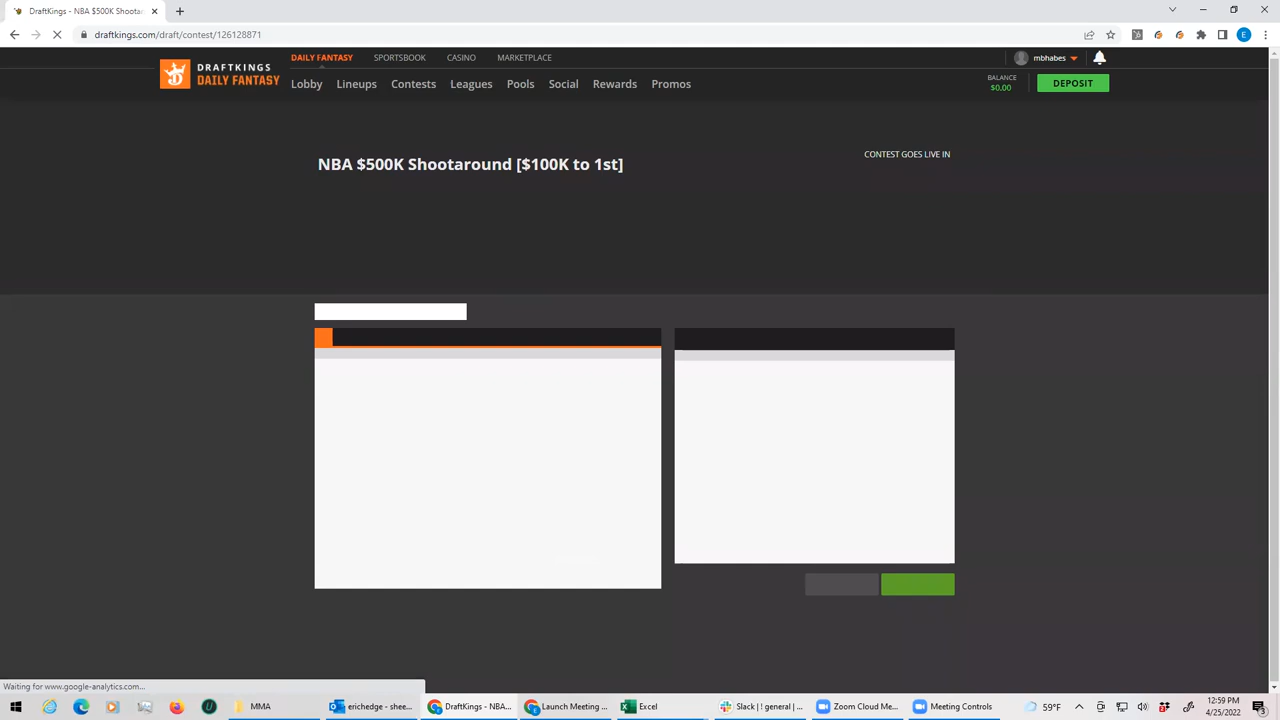 DraftKings - NBA $500K Shootar
draftkings.com/draft/contest/126128871
DRAFTKINGS
DAILY FANTASY
DAILY FANTASY SPORTSBOOK CASINO MARKETPLACE
mbhabes
Lobby Lineups Contests Leagues Pools Social Rewards Promos
BALANCE
$0.00
DEPOSIT
NBA $500K Shootaround [$100K to 1st]
CONTEST GOES LIVE IN
Waiting for www.google-analytics.com...
MMA
erichedge - shee...
DraftKings - NBA...
Launch Meeting ...
Excel
Slack | ! general | ...
Zoom Cloud Me...
Meeting Controls
59°F
12:59 PM
4/25/2022